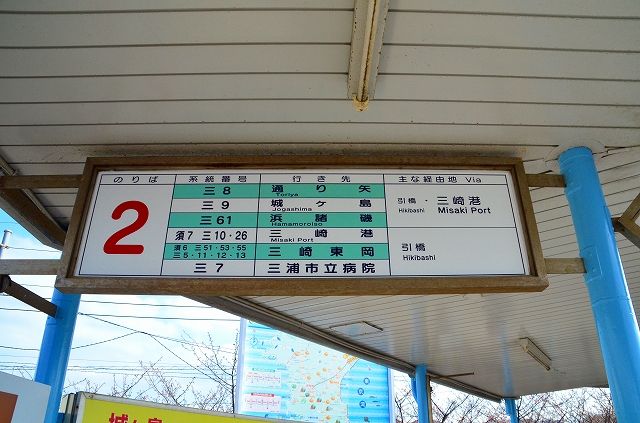 のりば 系統番号 行き先 主な経由地 Via
2
三8 通り矢
Toriya
三9 城ヶ島
Jogashima
三61 浜諸磯
Hamamoroiso
須7 三10・26 三崎港
Misaki Port
須6 三51・53・55
三5・11・12・13 三崎東岡
三7 三浦市立病院
引橋・三崎港
Hikibashi Misaki Port
引橋
Hikibashi
城ヶ島